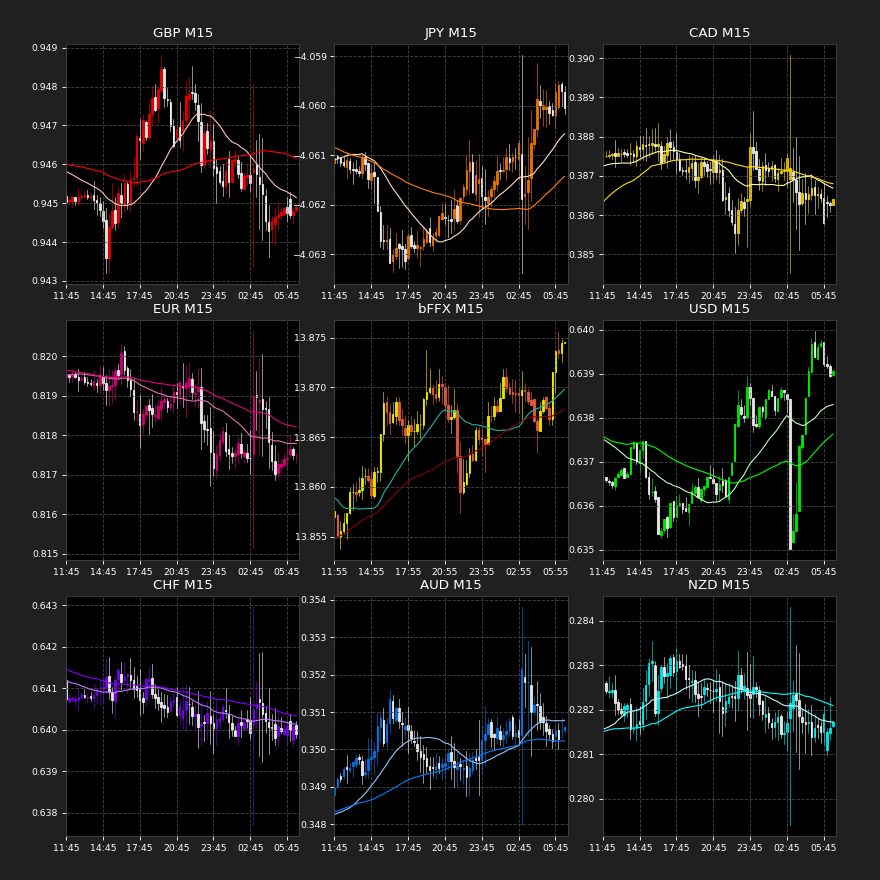 GBP M15
JPY M15
CAD M15
0.949
0.948
0.947
0.946
0.945
0.944
0.943
−4.059
−4.060
−4.061
−4.062
−4.063
0.390
0.389
0.388
0.387
0.386
0.385
11:45 14:45 17:45 20:45 23:45 02:45 05:45
11:45 14:45 17:45 20:45 23:45 02:45 05:45
11:45 14:45 17:45 20:45 23:45 02:45 05:45
EUR M15
bFFX M15
USD M15
0.820
0.819
0.818
0.817
0.816
0.815
13.875
13.870
13.865
13.860
13.855
0.640
0.639
0.638
0.637
0.636
0.635
11:45 14:45 17:45 20:45 23:45 02:45 05:45
11:55 14:55 17:55 20:55 23:55 02:55 05:55
11:45 14:45 17:45 20:45 23:45 02:45 05:45
CHF M15
AUD M15
NZD M15
0.643
0.642
0.641
0.640
0.639
0.638
0.354
0.353
0.352
0.351
0.350
0.349
0.348
0.284
0.283
0.282
0.281
0.280
11:45 14:45 17:45 20:45 23:45 02:45 05:45
11:45 14:45 17:45 20:45 23:45 02:45 05:45
11:45 14:45 17:45 20:45 23:45 02:45 05:45